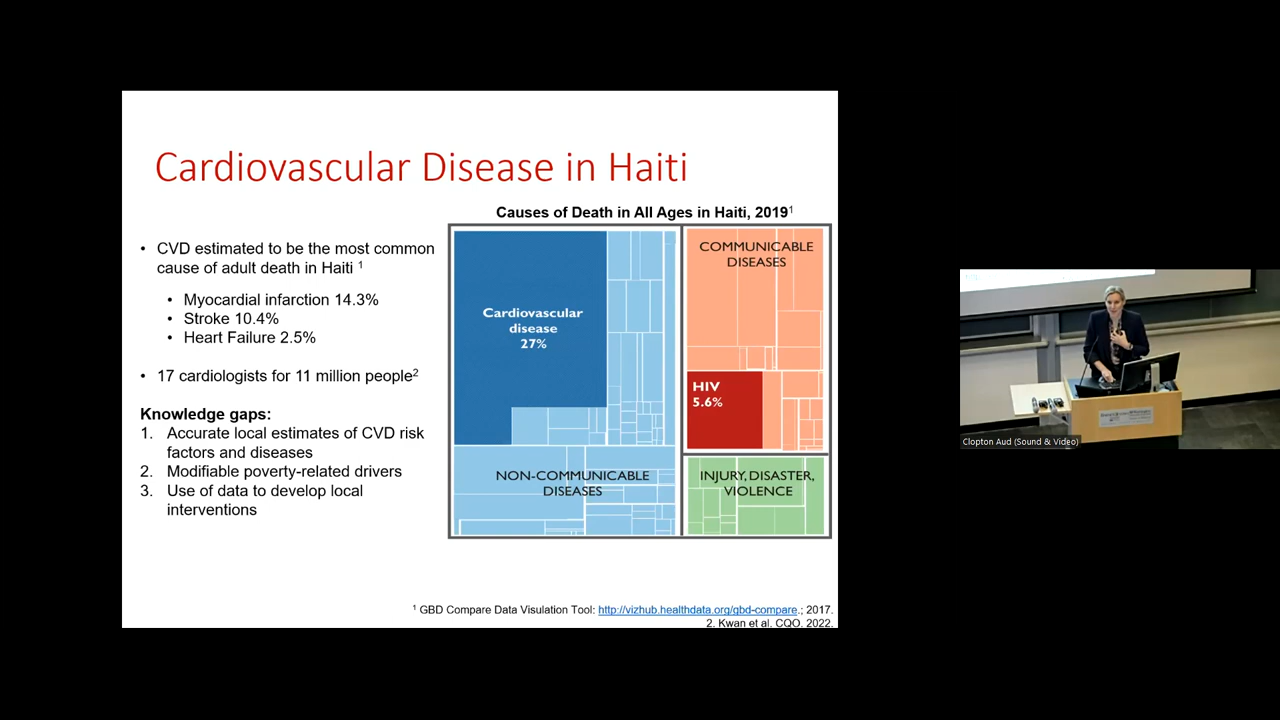 Cardiovascular Disease in Haiti
Causes of Death in All Ages in Haiti, 2019¹
• CVD estimated to be the most common
cause of adult death in Haiti ¹
• Myocardial infarction 14.3%
• Stroke 10.4%
• Heart Failure 2.5%
• 17 cardiologists for 11 million people²
Knowledge gaps:
1. Accurate local estimates of CVD risk
factors and diseases
2. Modifiable poverty-related drivers
3. Use of data to develop local
interventions
Cardiovascular
disease
27%
NON-COMMUNICABLE
DISEASES
COMMUNICABLE
DISEASES
HIV
5.6%
INJURY, DISASTER,
VIOLENCE
¹ GBD Compare Data Visulation Tool: http://vizhub.healthdata.org/gbd-compare.; 2017.
2. Kwan et al. CQO. 2022.
Clopton Aud (Sound & Video)